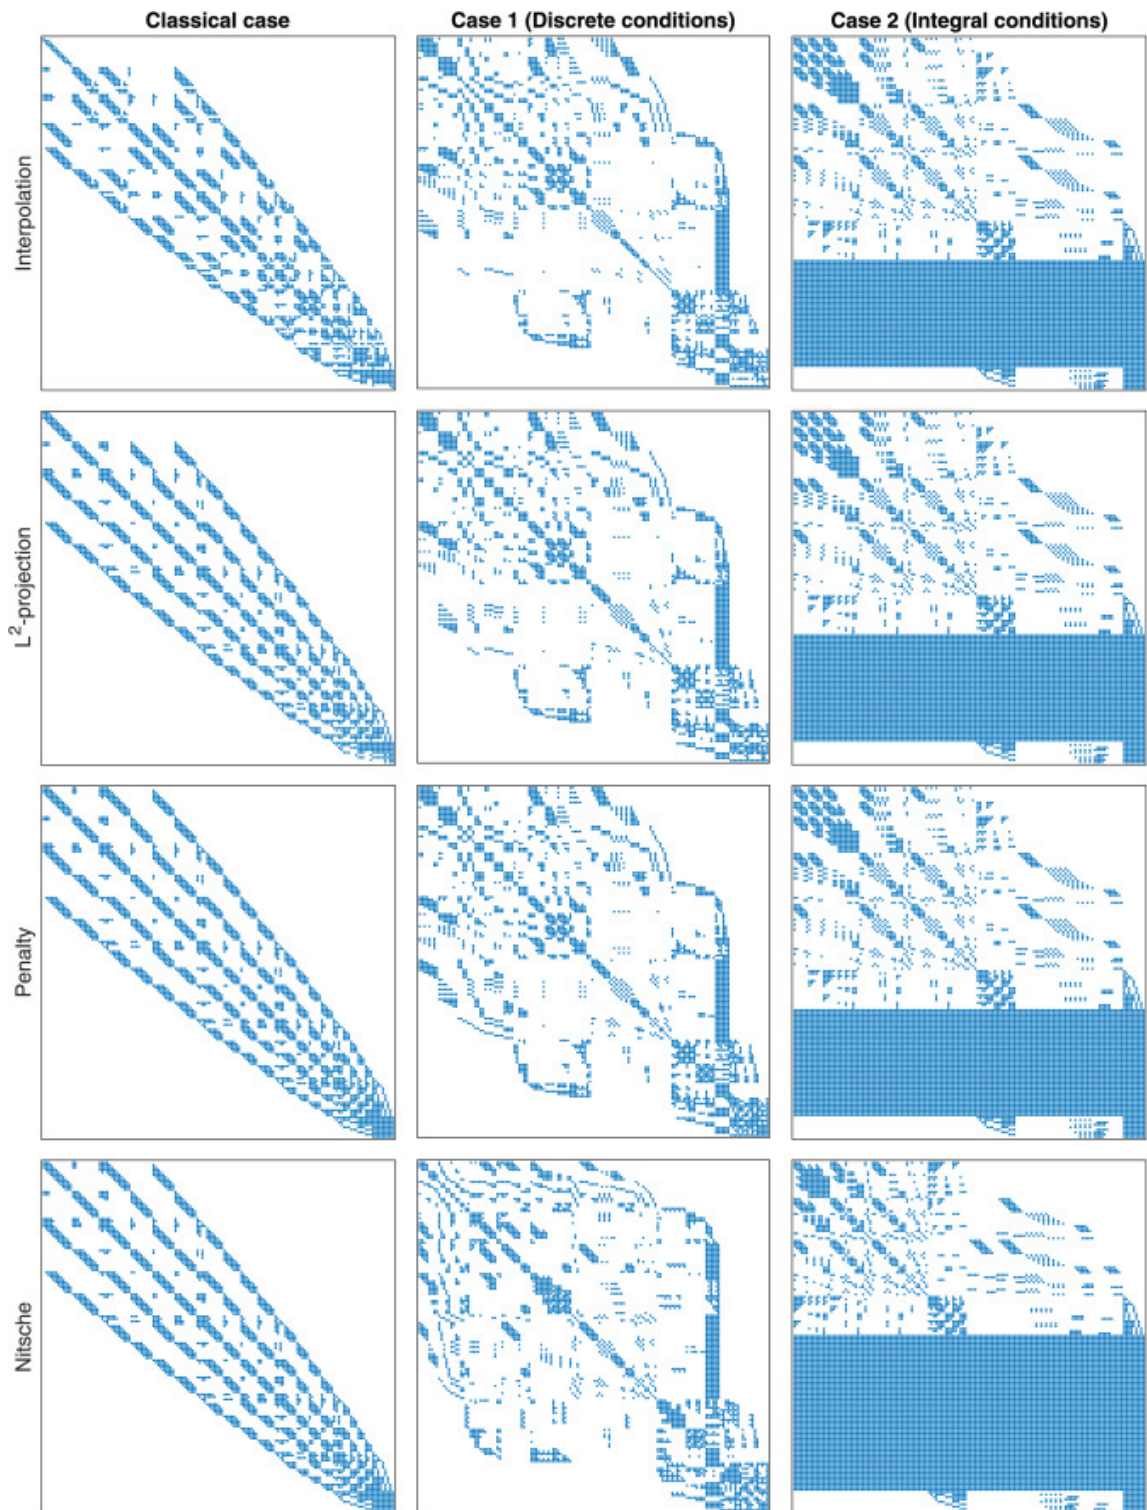 Classical case
Case 1 (Discrete conditions)
Case 2 (Integral conditions)
Interpolation
L²-projection
Penalty
Nitsche